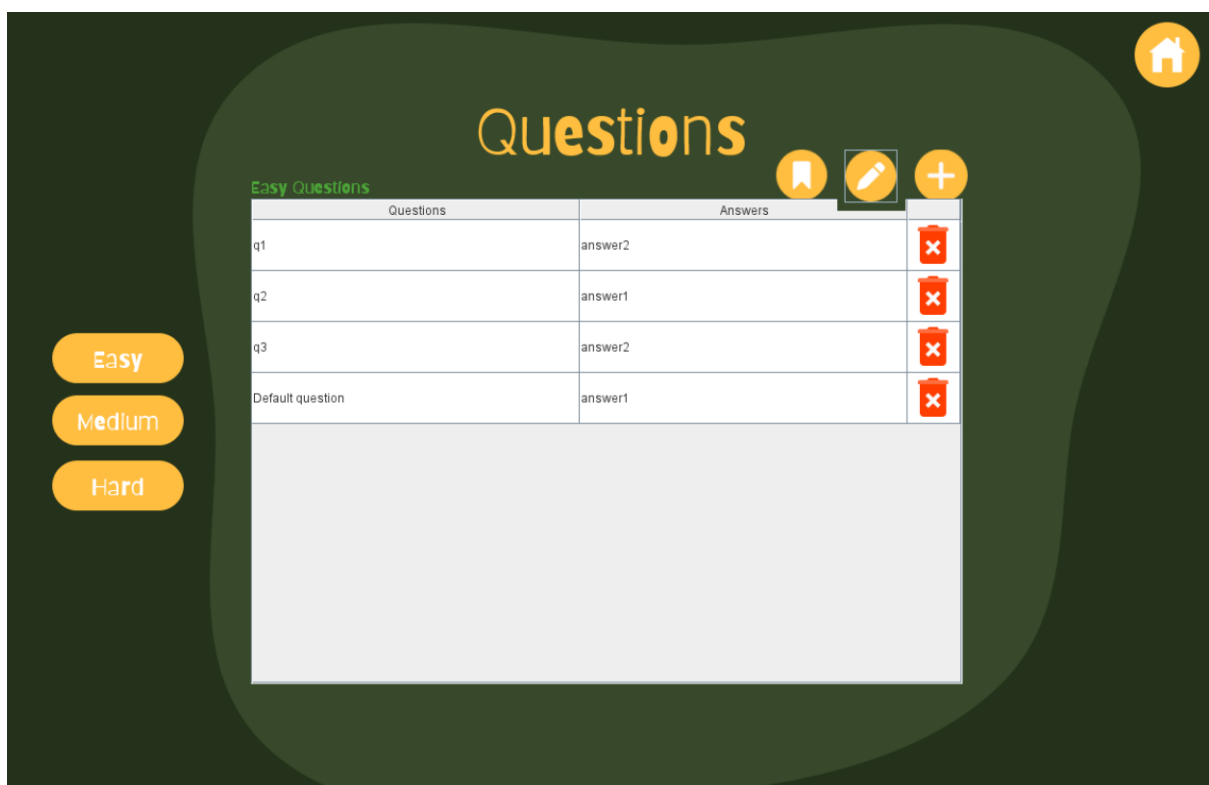 Questions
Easy Questions
Questions Answers
q1 answer2
q2 answer1
q3 answer2
Default question answer1
Easy
Medium
Hard